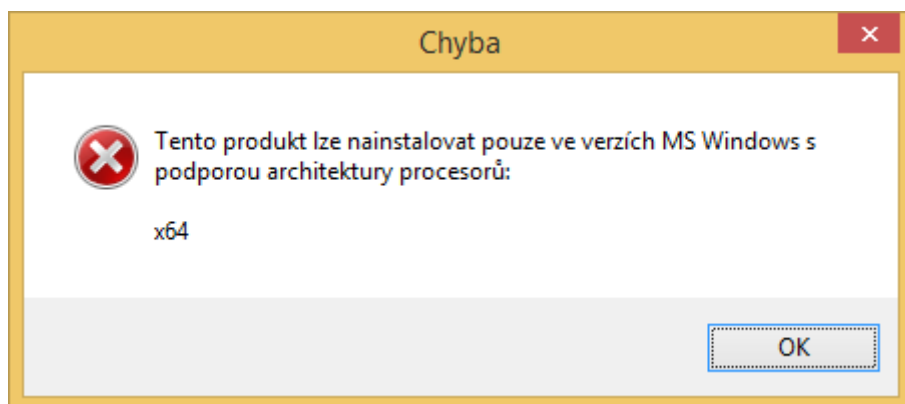 Chyba
Tento produkt lze nainstalovat pouze ve verzích MS Windows s
podporou architektury procesorů:
x64
OK